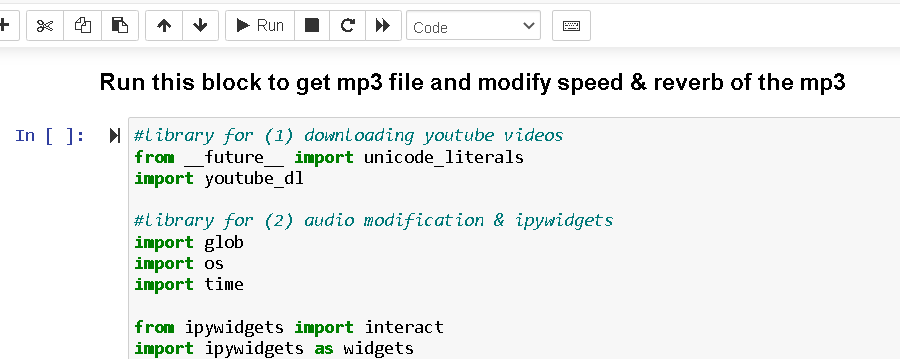 Run
Code
Run this block to get mp3 file and modify speed & reverb of the mp3
In [ ]:
#library for (1) downloading youtube videos
from __future__ import unicode_literals
import youtube_dl
#library for (2) audio modification & ipywidgets
import glob
import os
import time
from ipywidgets import interact
import ipywidgets as widgets